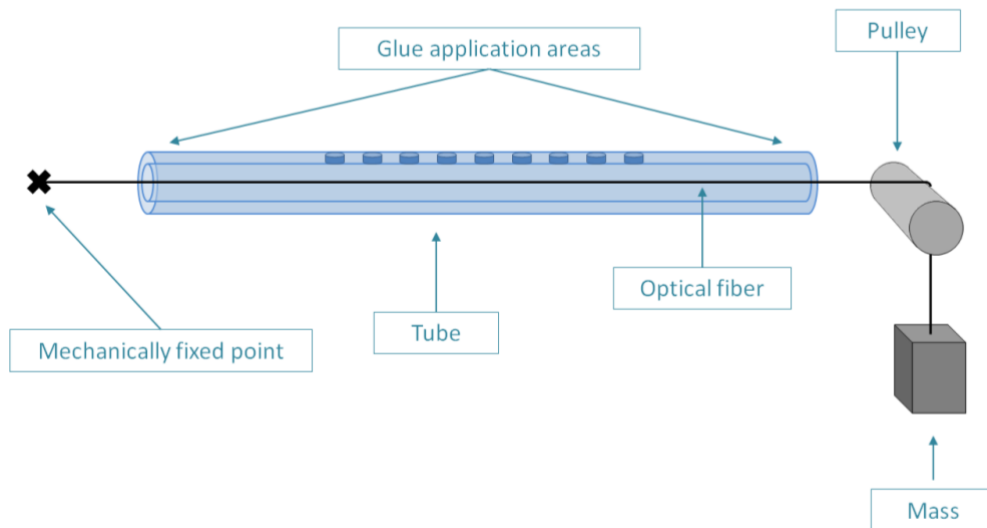 Pulley
Glue application areas
Optical fiber
Tube
Mechanically fixed point
Mass